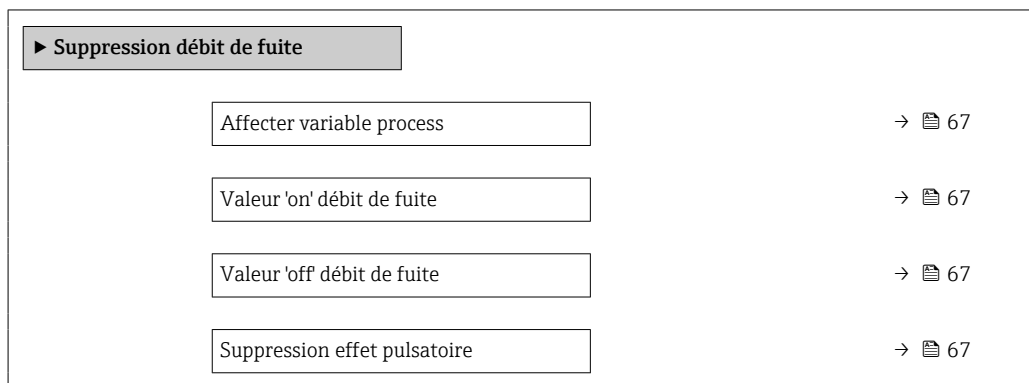 ► Suppression débit de fuite
Affecter variable process → 67
Valeur 'on' débit de fuite → 67
Valeur 'off' débit de fuite → 67
Suppression effet pulsatoire → 67